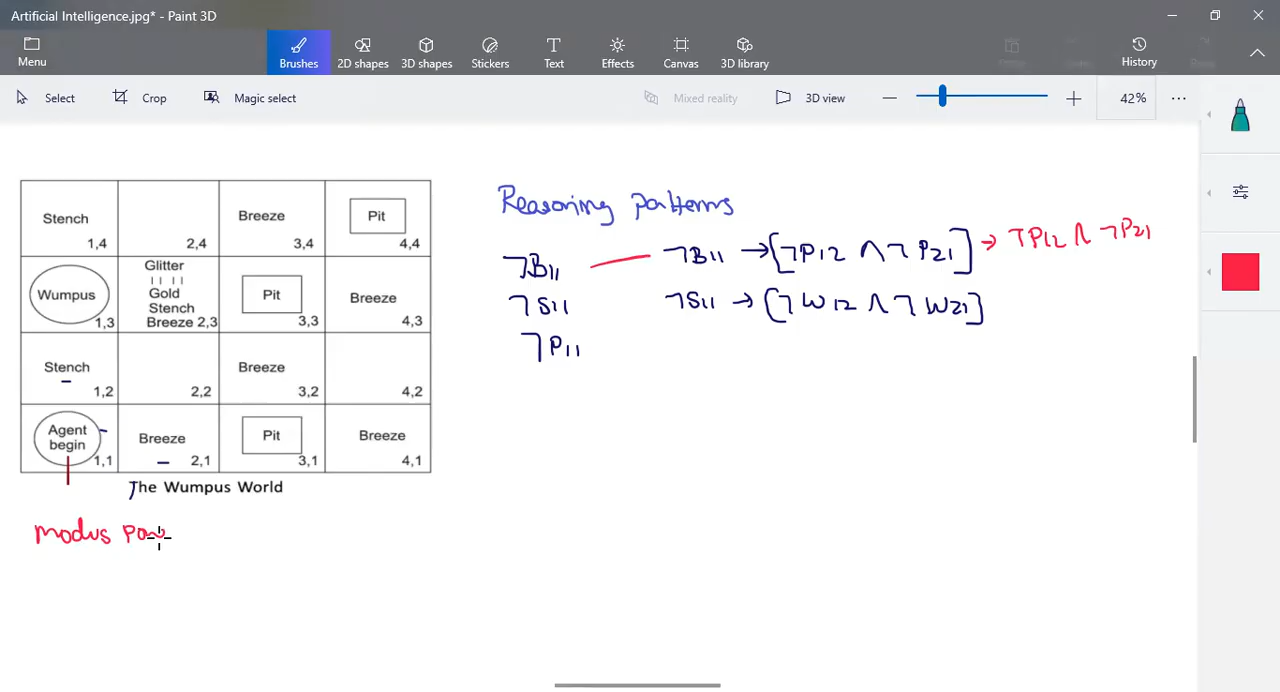 Artificial Intelligence.jpg* - Paint 3D
Menu
Brushes
2D shapes
3D shapes
Stickers
Text
Effects
Canvas
3D library
History
Select
Crop
Magic select
Mixed reality
3D view
42%
Stench
1,4
2,4
Breeze
3,4
Pit
4,4
Wumpus
1,3
Glitter
Gold
Stench
Breeze 2,3
Pit
3,3
Breeze
4,3
Stench
1,2
2,2
Breeze
3,2
4,2
Agent
begin
1,1
Breeze
2,1
Pit
3,1
Breeze
4,1
The Wumpus World
Modus Pon
Reasoning patterns
¬B11 — ¬B11 → [¬P12 ∧ ¬P21] → ¬P12 ∧ ¬P21
¬S11 ¬S11 → [¬W12 ∧ ¬W21]
¬P11